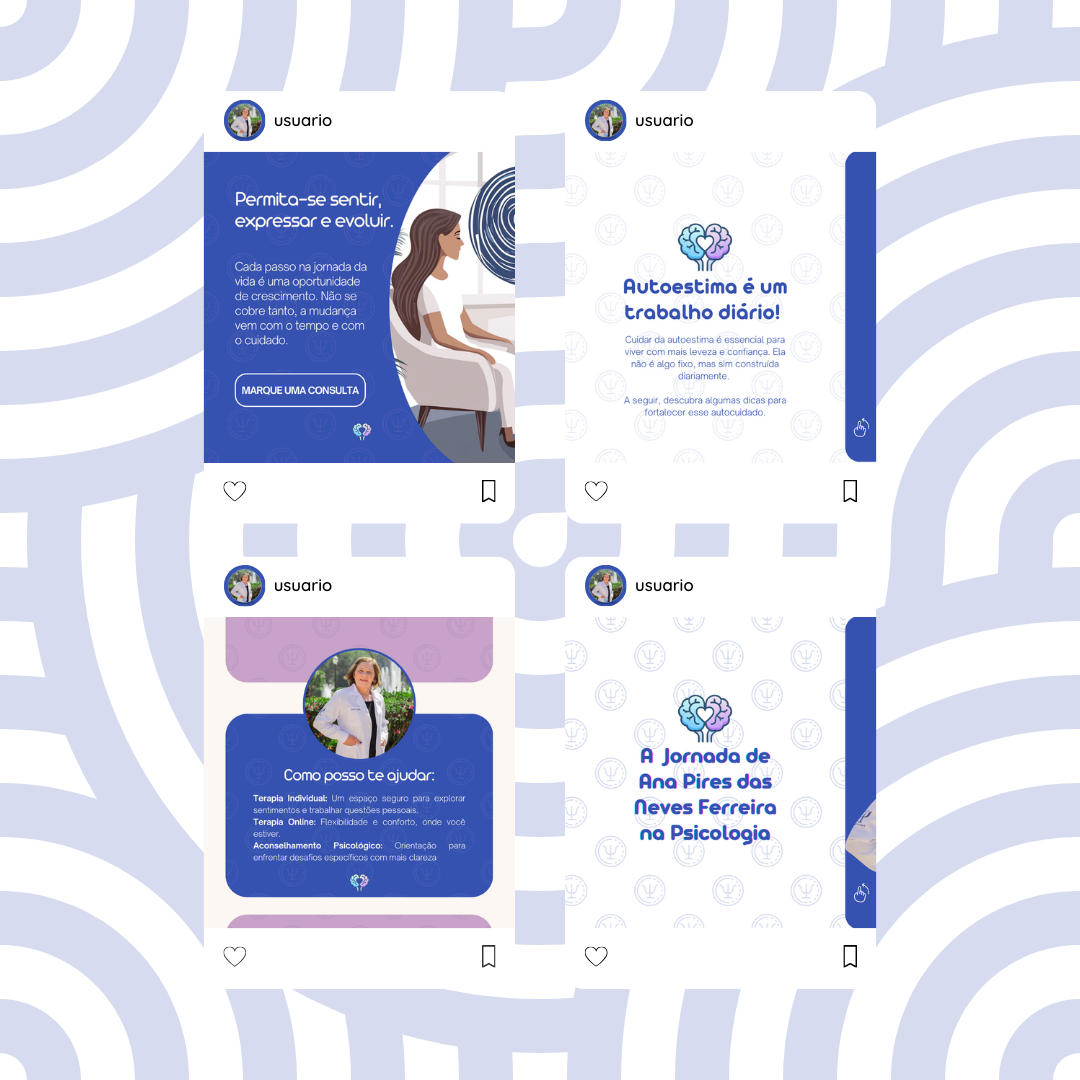 usuario
Permita-se sentir,
expressar e evoluir.
Cada passo na jornada da
vida é uma oportunidade
de crescimento. Não se
cobre tanto, a mudança
vem com o tempo e com
o cuidado.
MARQUE UMA CONSULTA
usuario
Autoestima é um
trabalho diário!
Cuidar da autoestima é essencial para
viver com mais leveza e confiança. Ela
não é algo fixo, mas sim construída
diariamente.
A seguir, descubra algumas dicas para
fortalecer esse autocuidado.
usuario
Como posso te ajudar:
Terapia Individual: Um espaço seguro para explorar
sentimentos e trabalhar questões pessoais.
Terapia Online: Flexibilidade e conforto, onde você
estiver.
Aconselhamento Psicológico: Orientação para
enfrentar desafios específicos com mais clareza
usuario
A Jornada de
Ana Pires das
Neves Ferreira
na Psicologia